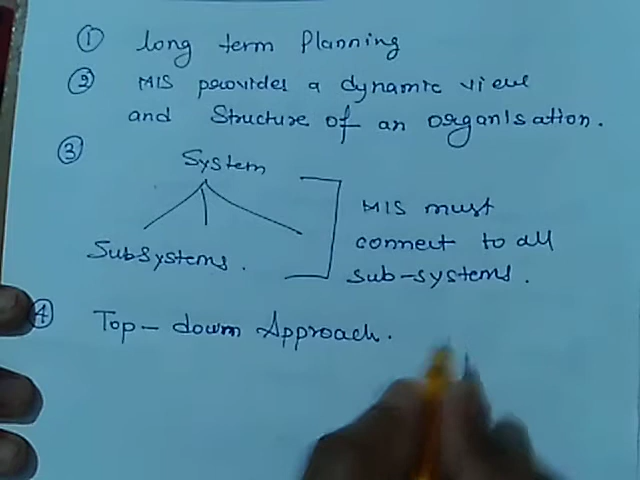 ① Long term Planning
② MIS provides a dynamic view
and Structure of an organisation.
③
System
Subsystems.
MIS must
connect to all
sub-systems.
④ Top-down Approach.